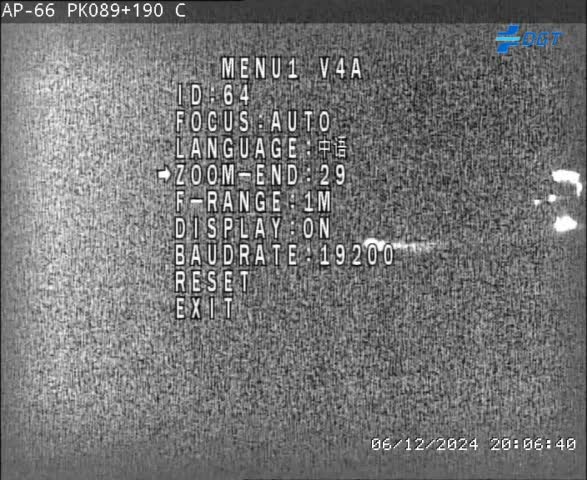 AP-66 PK089+190 C
DGT
MENU1 V4A
ID:64
FOCUS:AUTO
LANGUAGE:中语
ZOOM-END:29
F-RANGE:1M
DISPLAY:ON
BAUDRATE:19200
RESET
EXIT
06/12/2024 20:06:40